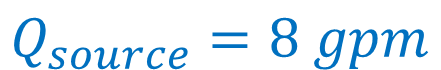 Q_source = 8 gpm